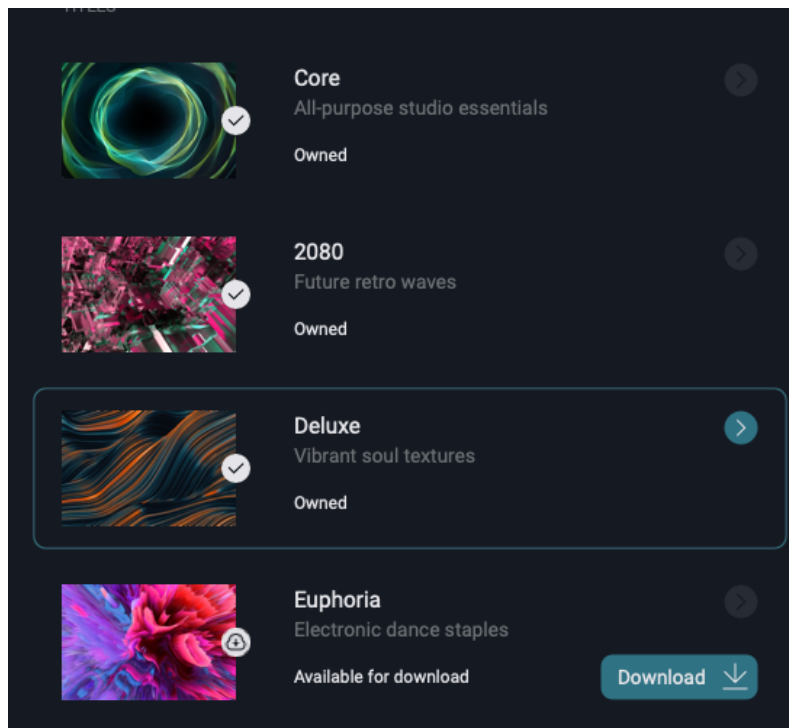 Core
All-purpose studio essentials
Owned
2080
Future retro waves
Owned
Deluxe
Vibrant soul textures
Owned
Euphoria
Electronic dance staples
Available for download
Download